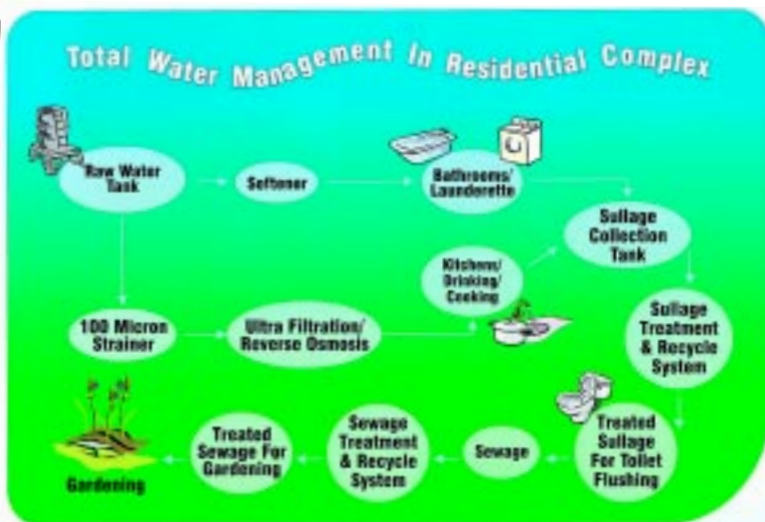 Total Water Management In Residential Complex
Raw Water
Tank
Softener
Bathrooms/
Launderette
Sullage
Collection
Tank
Kitchens/
Drinking/
Cooking
100 Micron
Strainer
Ultra Filtration/
Reverse Osmosis
Sullage
Treatment
& Recycle
System
Treated
Sullage
For Toilet
Flushing
Sewage
Sewage
Treatment
& Recycle
System
Treated
Sewage For
Gardening
Gardening